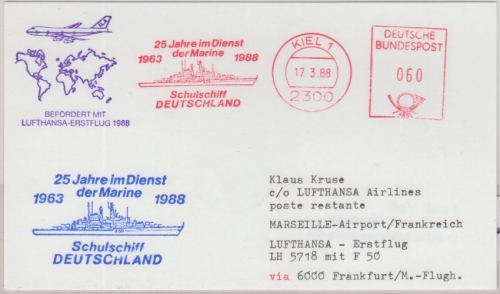 BEFÖRDERT MIT
LUFTHANSA-ERSTFLUG 1988
25 Jahre im Dienst
der Marine
1963 1988
Schulschiff
DEUTSCHLAND
KIEL 1
17.3.88
2300
DEUTSCHE
BUNDESPOST
060
25 Jahre im Dienst
der Marine
1963 1988
Schulschiff
DEUTSCHLAND
Klaus Kruse
c/o LUFTHANSA Airlines
poste restante
MARSEILLE-Airport/Frankreich
LUFTHANSA - Erstflug
LH 5718 mit F 50
via 6000 Frankfurt/M.-Flugh.